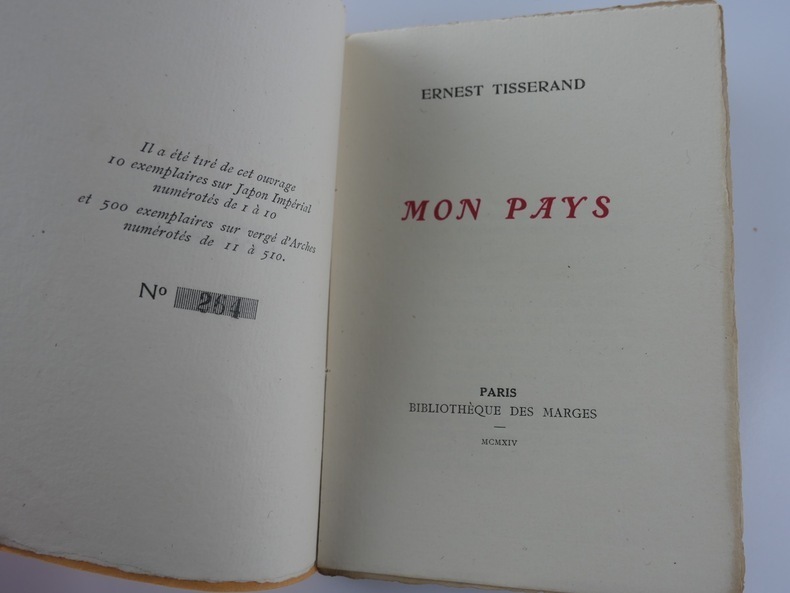 Il a été tiré de cet ouvrage
10 exemplaires sur Japon Impérial
numérotés de 1 à 10
et 500 exemplaires sur vergé d'Arches
numérotés de 11 à 510.
Nº 264
ERNEST TISSERAND
MON PAYS
PARIS
BIBLIOTHÈQUE DES MARGES
MCMXIV